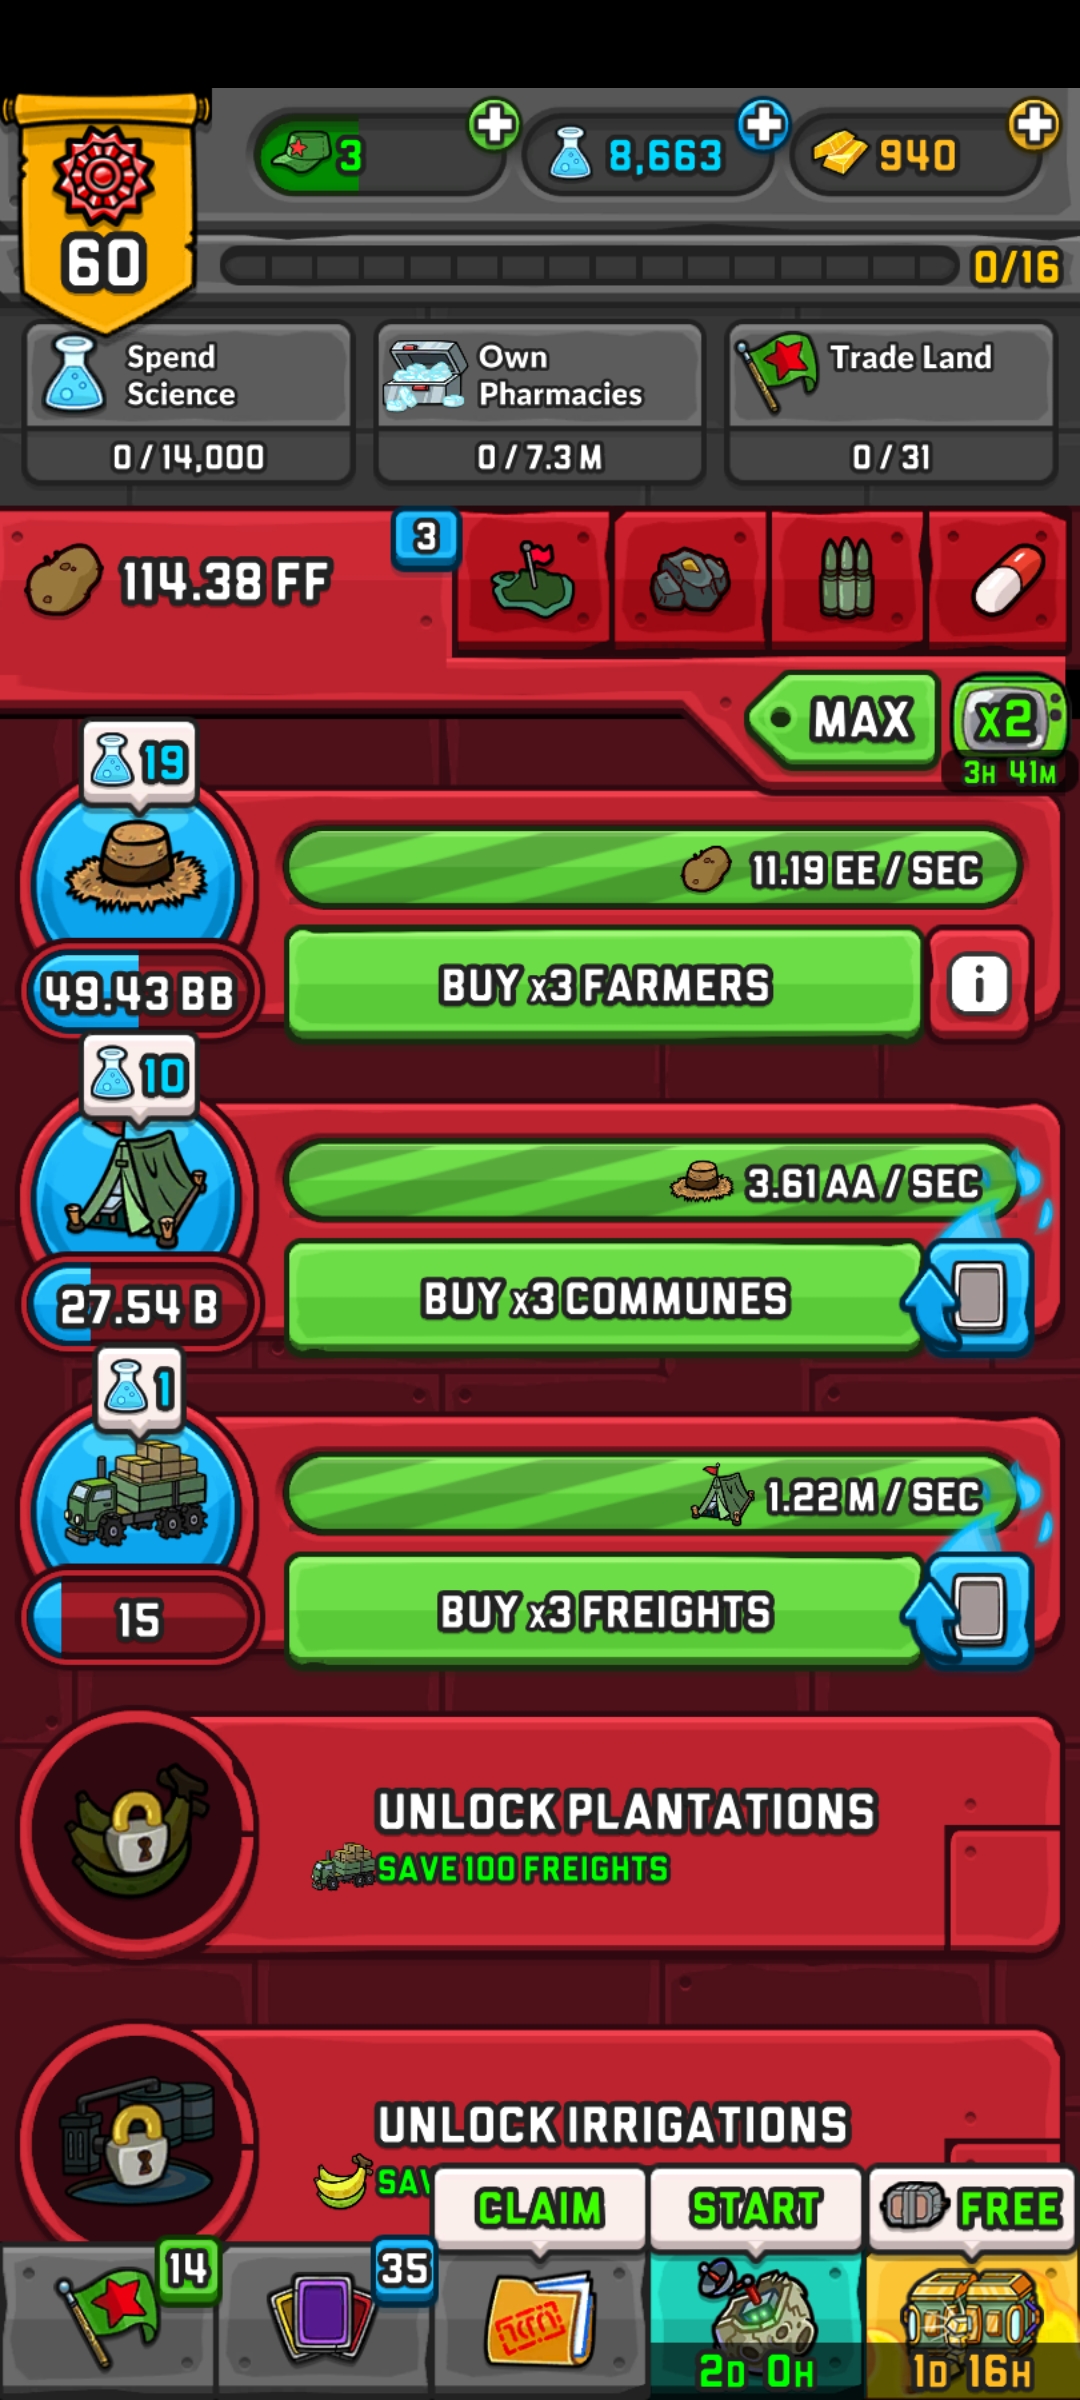 3
8,663
940
60
0/16
Spend
Science
0/14,000
Own
Pharmacies
0/7.3 M
Trade Land
0/31
114.38 FF
3
MAX
x2
3H 41M
19
11.19 EE / SEC
49.43 BB
BUY x3 FARMERS
i
10
3.61 AA / SEC
27.54 B
BUY x3 COMMUNES
1
1.22 M / SEC
15
BUY x3 FREIGHTS
UNLOCK PLANTATIONS
SAVE 100 FREIGHTS
UNLOCK IRRIGATIONS
CLAIM
START
FREE
14
35
2D 0H
1D 16H